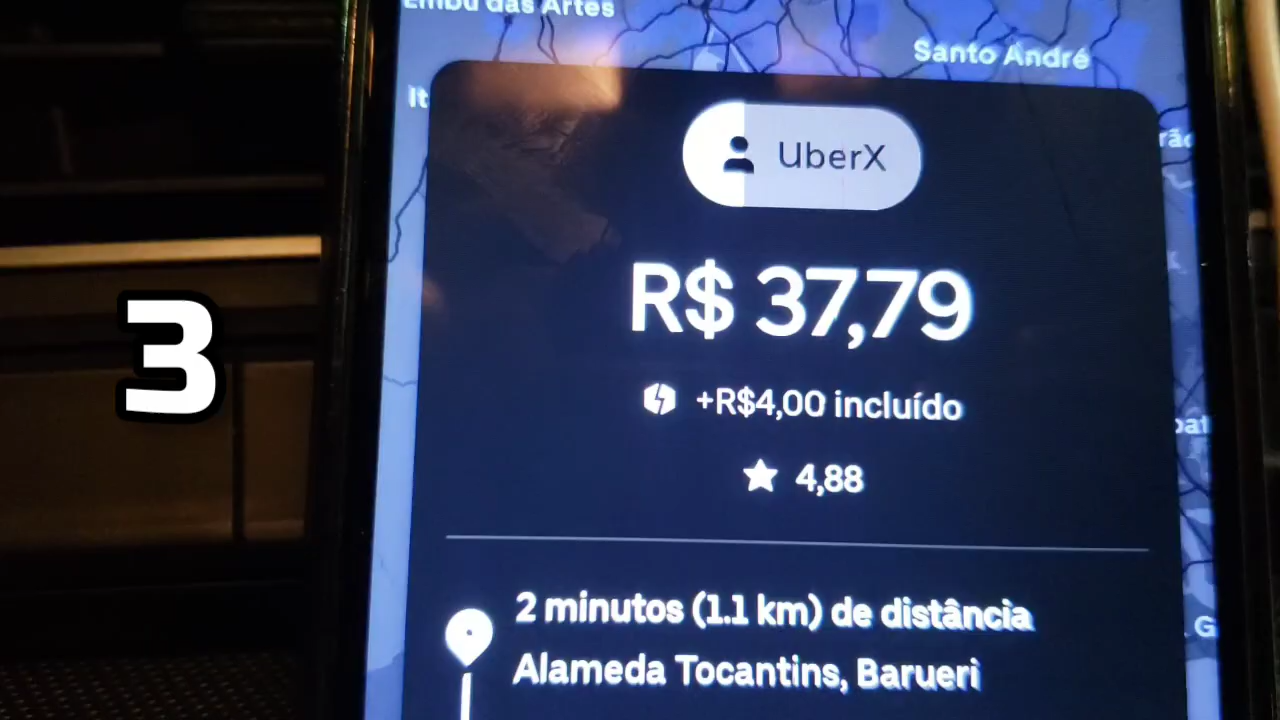 Embu das Artes
Santo André
It
UberX
R$ 37,79
3
+R$4,00 incluído
4,88
2 minutos (1.1 km) de distância
Alameda Tocantins, Barueri